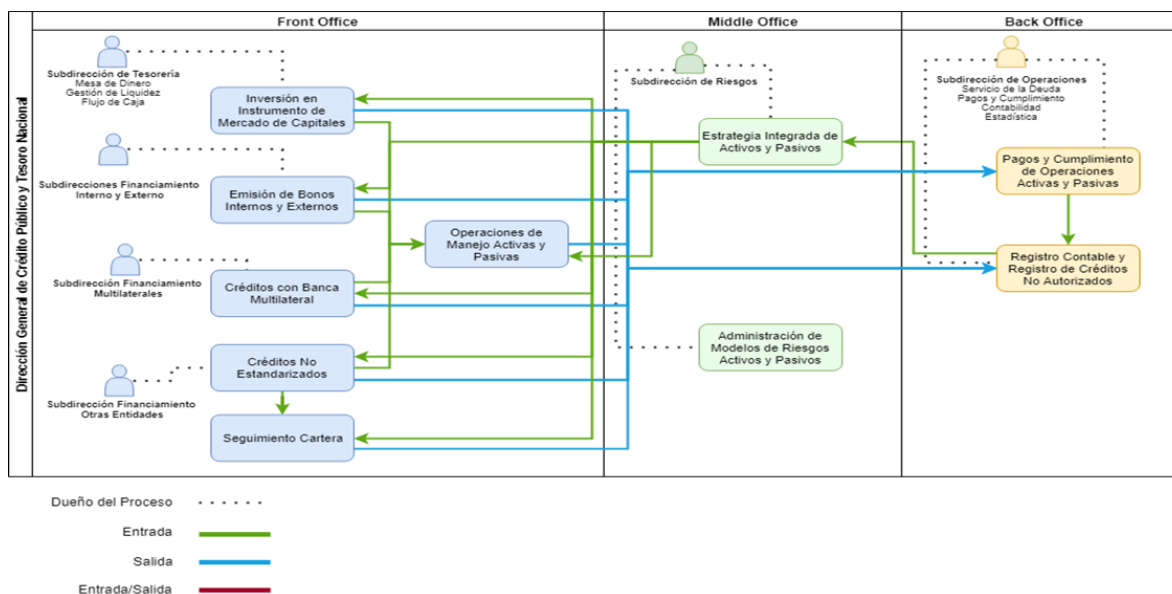 Front Office
Middle Office
Back Office
Dirección General de Crédito Público y Tesoro Nacional
Subdirección de Tesorería
Mesa de Dinero
Gestión de Liquidez
Flujo de Caja
Inversión en
Instrumento de
Mercado de Capitales
Subdirecciones Financiamiento
Interno y Externo
Emisión de Bonos
Internos y Externos
Operaciones de
Manejo Activas y
Pasivas
Subdirección Financiamiento
Multilaterales
Créditos con Banca
Multilateral
Créditos No
Estandarizados
Subdirección Financiamiento
Otras Entidades
Seguimiento Cartera
Subdirección de Riesgos
Estrategia Integrada de
Activos y Pasivos
Administración de
Modelos de Riesgos
Activos y Pasivos
Subdirección de Operaciones
Servicio de la Deuda
Pagos y Cumplimiento
Contabilidad
Estadística
Pagos y Cumplimiento
de Operaciones
Activas y Pasivas
Registro Contable y
Registro de Créditos
No Autorizados
Dueño del Proceso
Entrada
Salida
Entrada/Salida